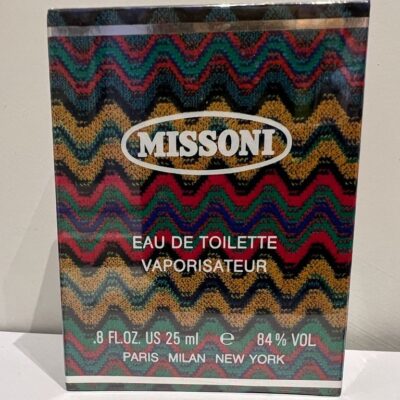 MISSONI
EAU DE TOILETTE
VAPORISATEUR
.8 FL.OZ. US 25 ml ℮ 84% VOL
PARIS MILAN NEW YORK